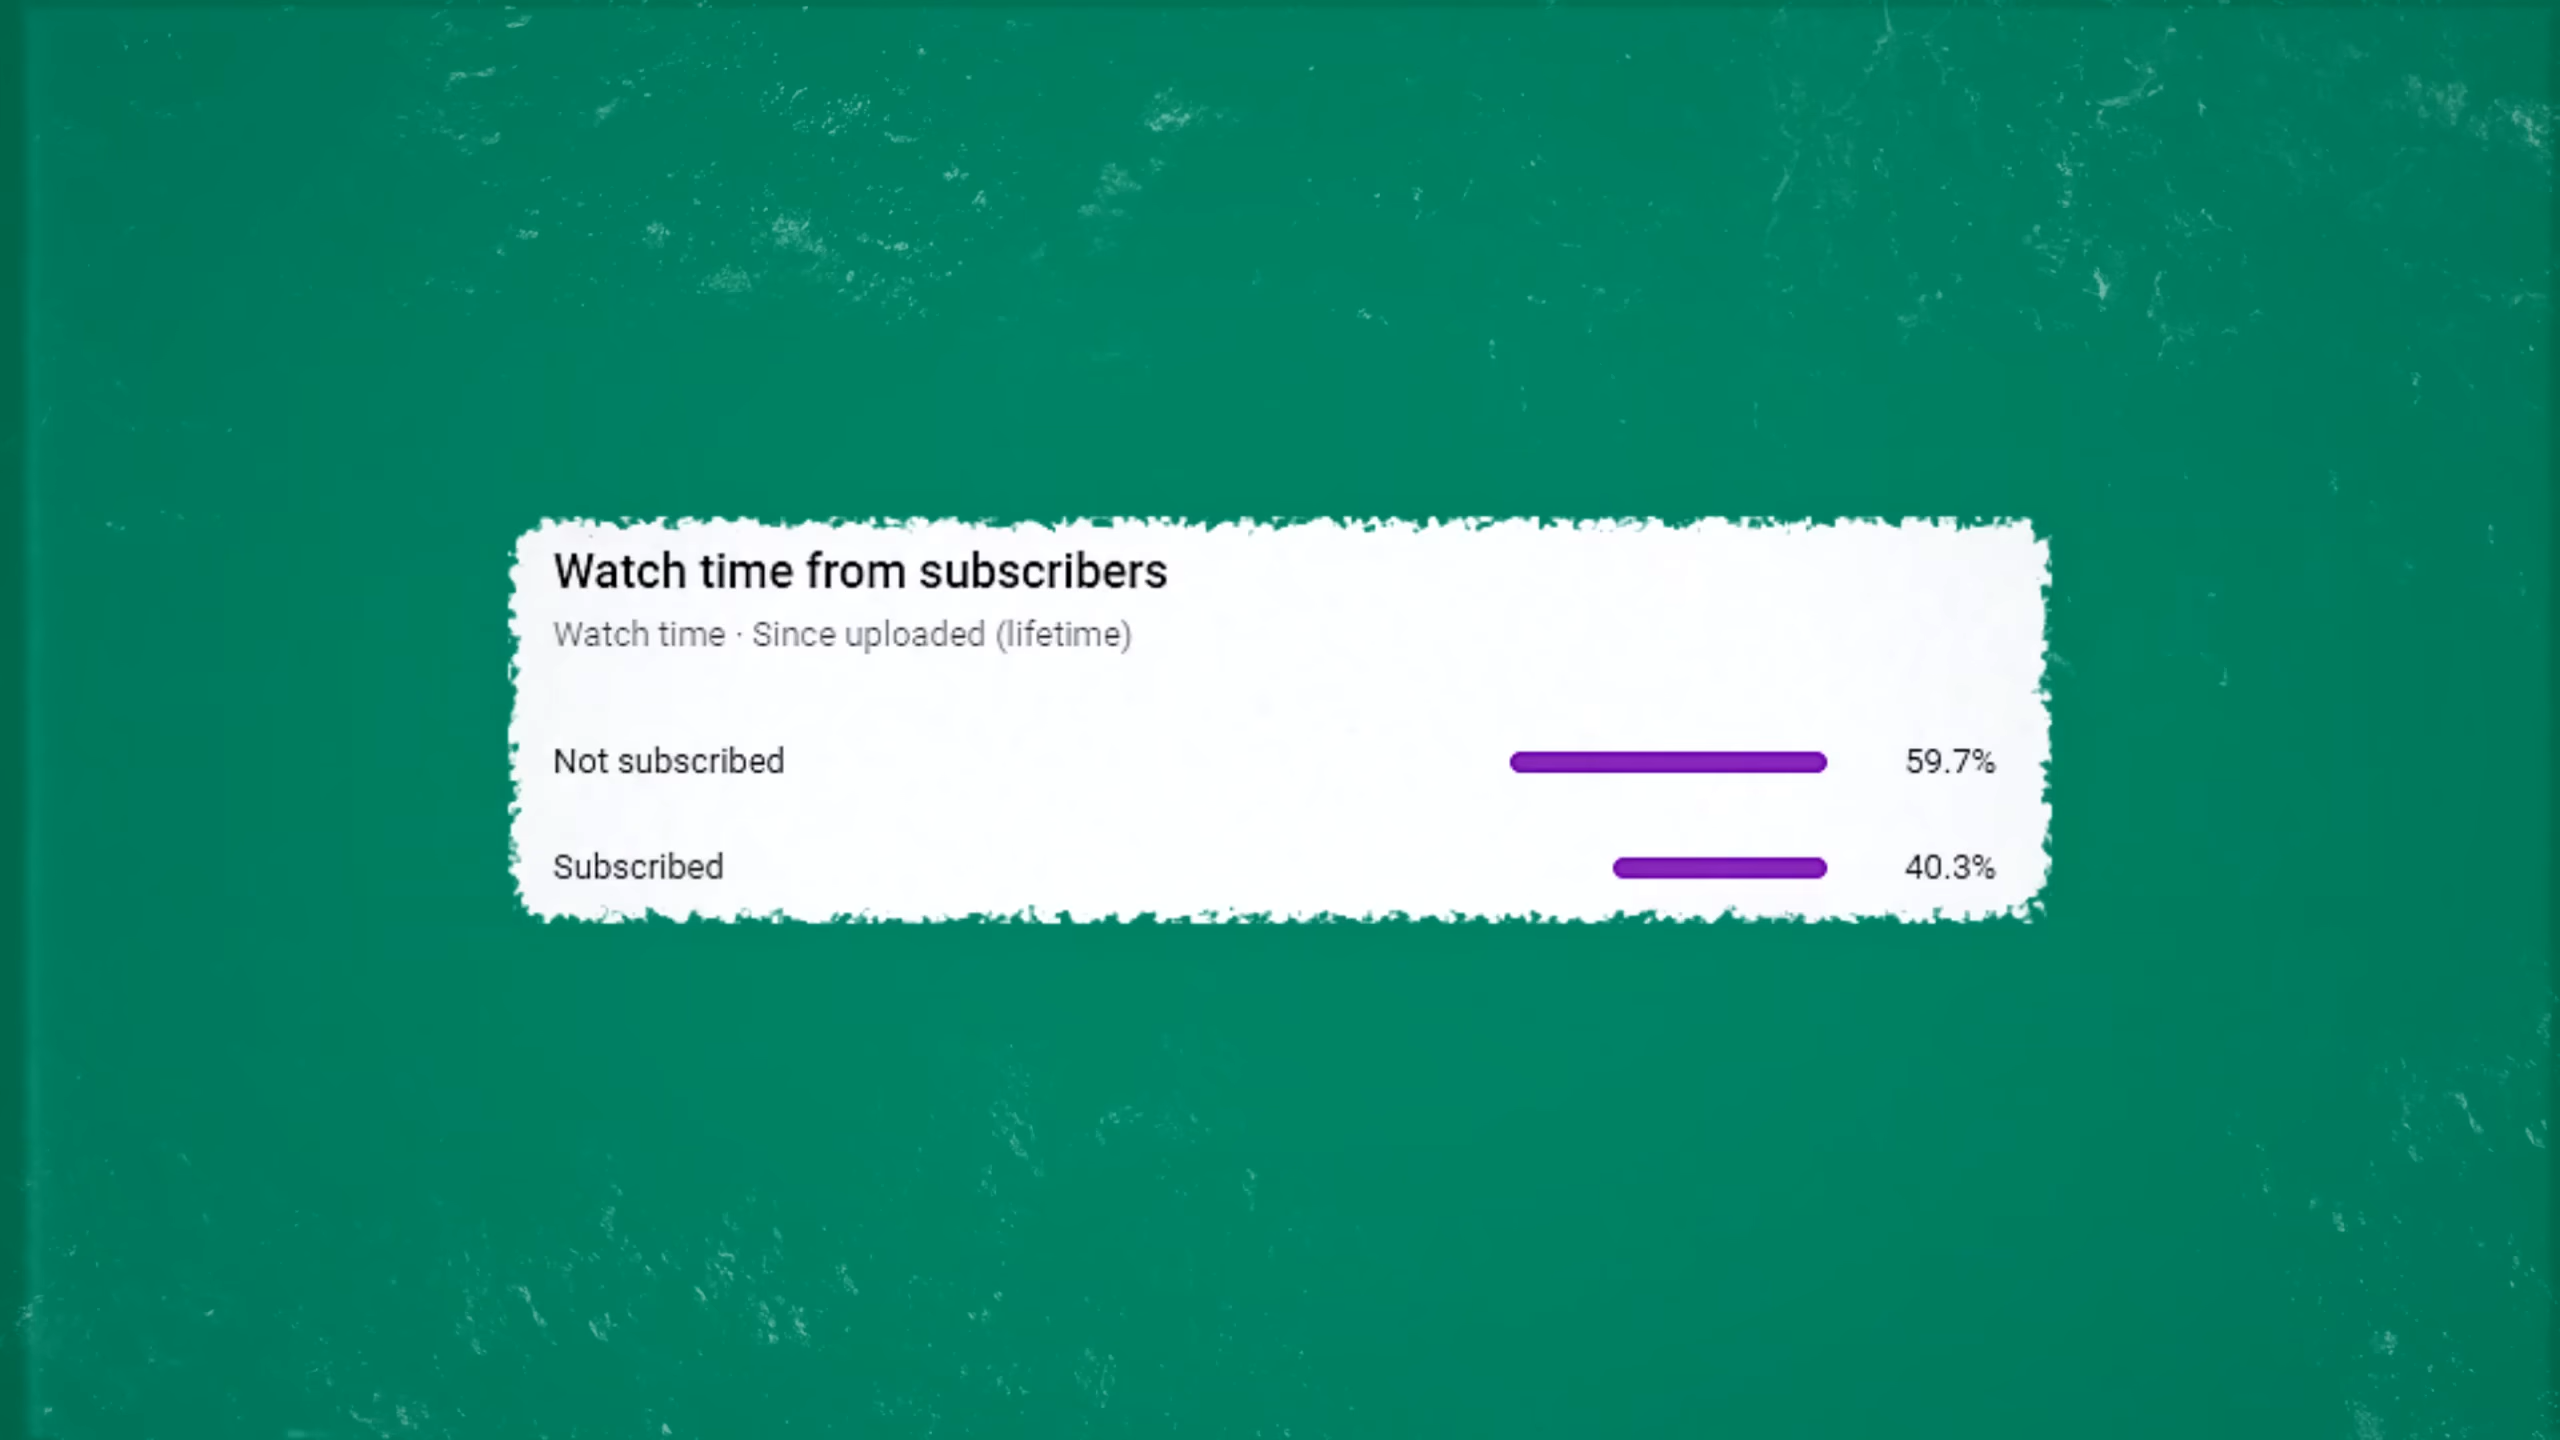 Watch time from subscribers
Watch time · Since uploaded (lifetime)
Not subscribed 59.7%
Subscribed 40.3%